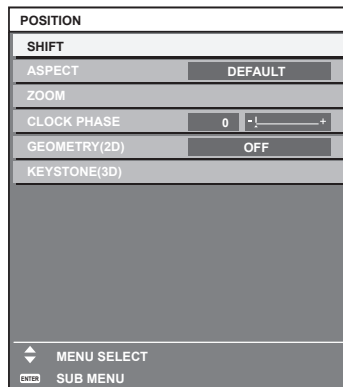 POSITION
SHIFT
ASPECT DEFAULT
ZOOM
CLOCK PHASE 0 - +
GEOMETRY(2D) OFF
KEYSTONE(3D)
MENU SELECT
ENTER SUB MENU